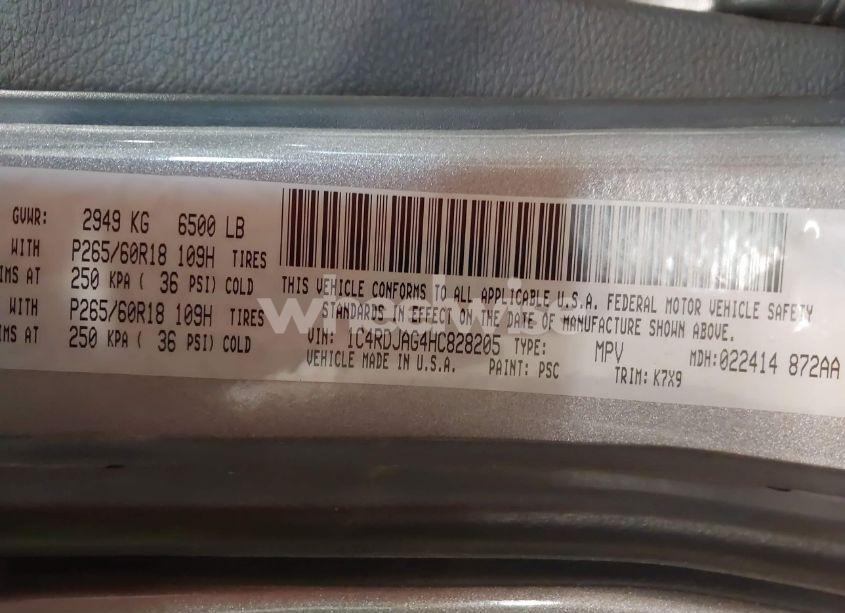 GVWR: 2949 KG 6500 LB
WITH P265/60R18 109H TIRES
IMS AT 250 KPA ( 36 PSI) COLD
WITH P265/60R18 109H TIRES
IMS AT 250 KPA ( 36 PSI) COLD
THIS VEHICLE CONFORMS TO ALL APPLICABLE U.S.A. FEDERAL MOTOR VEHICLE SAFETY
STANDARDS IN EFFECT ON THE DATE OF MANUFACTURE SHOWN ABOVE.
VIN: 1C4RDJAG4HC828205 TYPE: MPV MDH:022414 872AA
VEHICLE MADE IN U.S.A. PAINT: PSC TRIM: K7X9
wheelwise